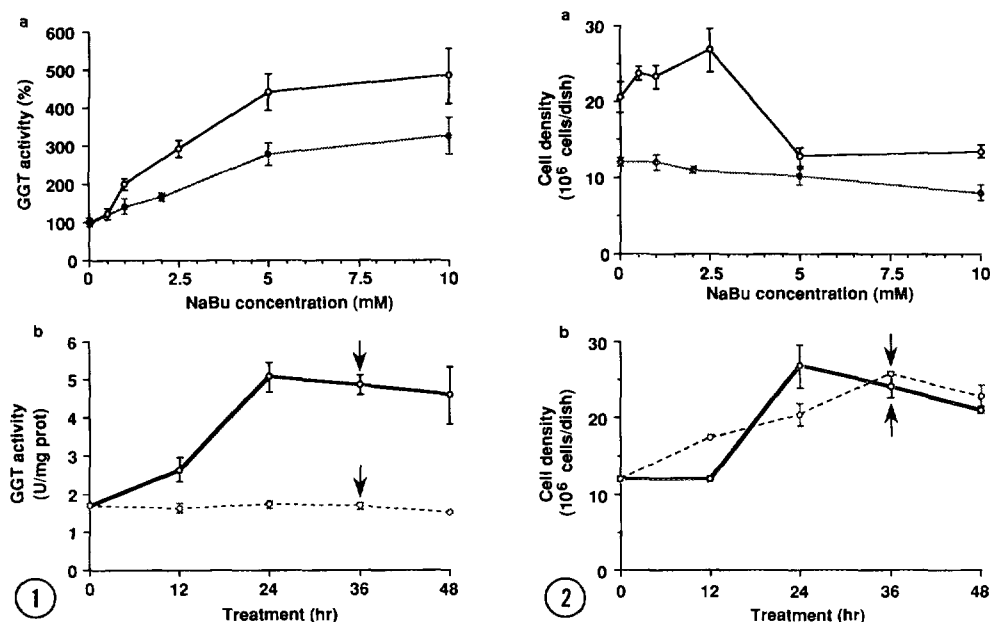 a
600
500
400
300
200
100
0
GGT activity (%)
0
2.5
5
7.5
10
NaBu concentration (mM)
b
6
5
4
3
2
1
0
GGT activity
(U/mg prot)
0
12
24
36
48
Treatment (hr)
1
a
30
20
10
0
Cell density
(10⁶ cells/dish)
0
2.5
5
7.5
10
NaBu concentration (mM)
b
30
20
10
0
Cell density
(10⁶ cells/dish)
0
12
24
36
48
Treatment (hr)
2